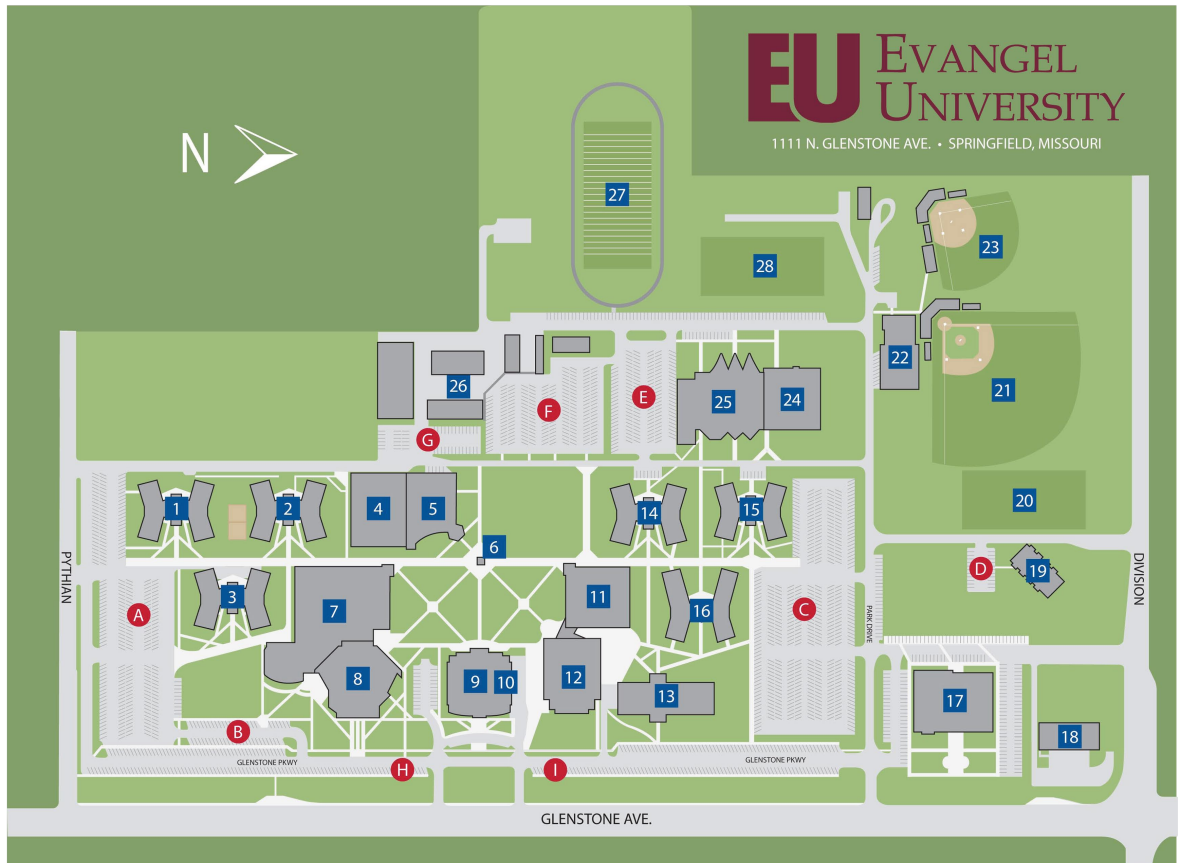 EU EVANGEL
UNIVERSITY
1111 N. GLENSTONE AVE. • SPRINGFIELD, MISSOURI
N
27
23
28
22
21
26
25
24
E
F
G
20
1
2
4
5
14
15
6
D
19
PYTHIAN
DIVISION
3
A
7
11
16
C
PARK DRIVE
8
9
10
12
13
17
B
18
GLENSTONE PKWY
GLENSTONE PKWY
H
I
GLENSTONE AVE.